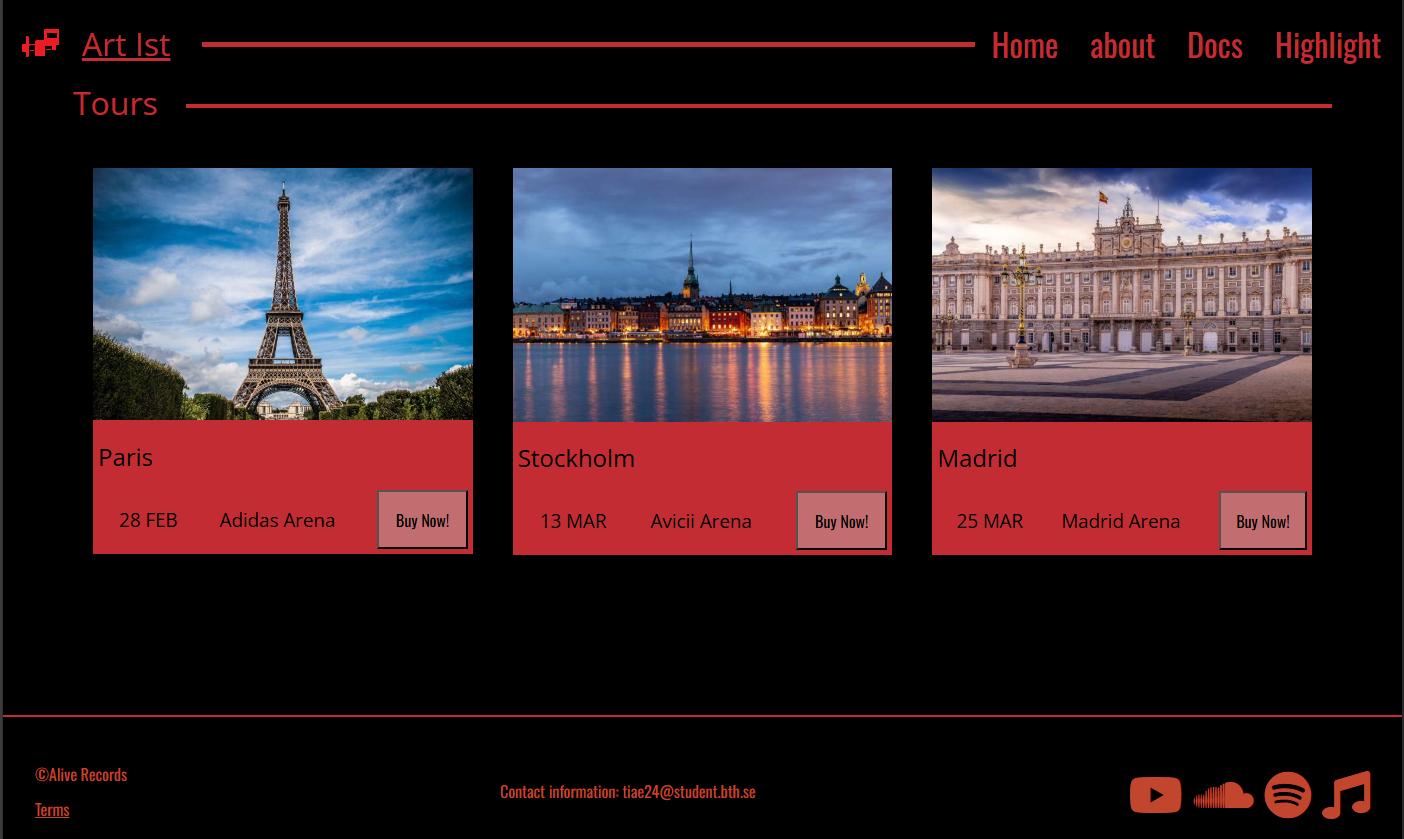 Art Ist Home about Docs Highlight
Tours
Paris
28 FEB Adidas Arena Buy Now!
Stockholm
13 MAR Avicii Arena Buy Now!
Madrid
25 MAR Madrid Arena Buy Now!
©Alive Records
Contact information: tiae24@student.bth.se
Terms